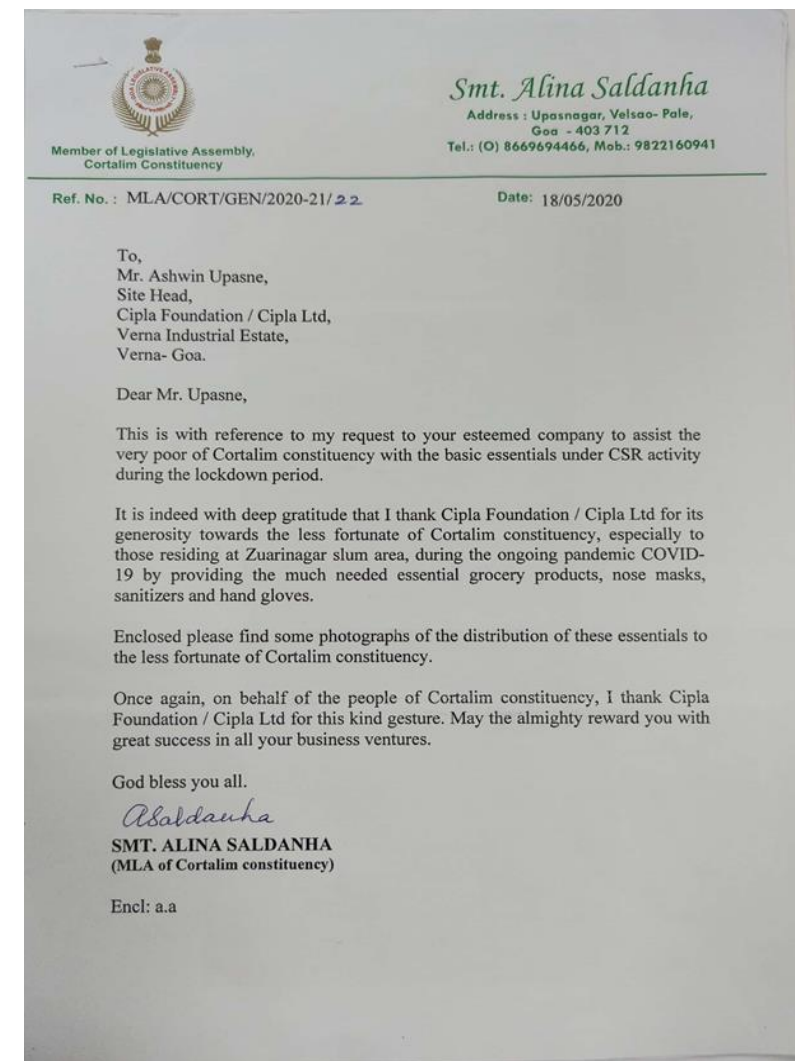 GOA LEGISLATIVE ASSEMBLY
Member of Legislative Assembly,
Cortalim Constituency
Smt. Alina Saldanha
Address : Upasnagar, Velsao- Pale,
Goa - 403 712
Tel.: (O) 8669694466, Mob.: 9822160941
Ref. No. : MLA/CORT/GEN/2020-21/22
Date: 18/05/2020
To,
Mr. Ashwin Upasne,
Site Head,
Cipla Foundation / Cipla Ltd,
Verna Industrial Estate,
Verna- Goa.
Dear Mr. Upasne,
This is with reference to my request to your esteemed company to assist the
very poor of Cortalim constituency with the basic essentials under CSR activity
during the lockdown period.
It is indeed with deep gratitude that I thank Cipla Foundation / Cipla Ltd for its
generosity towards the less fortunate of Cortalim constituency, especially to
those residing at Zuarinagar slum area, during the ongoing pandemic COVID-
19 by providing the much needed essential grocery products, nose masks,
sanitizers and hand gloves.
Enclosed please find some photographs of the distribution of these essentials to
the less fortunate of Cortalim constituency.
Once again, on behalf of the people of Cortalim constituency, I thank Cipla
Foundation / Cipla Ltd for this kind gesture. May the almighty reward you with
great success in all your business ventures.
God bless you all.
ASaldanha
SMT. ALINA SALDANHA
(MLA of Cortalim constituency)
Encl: a.a